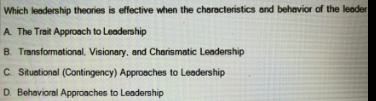 Which leadership theories is effective when the characteristics and behavior of the leader
A. The Trait Approach to Leadership
B. Transformational, Visionary, and Charismatic Leadership
C. Situational (Contingency) Approaches to Leadership
D. Behavioral Approaches to Leadership